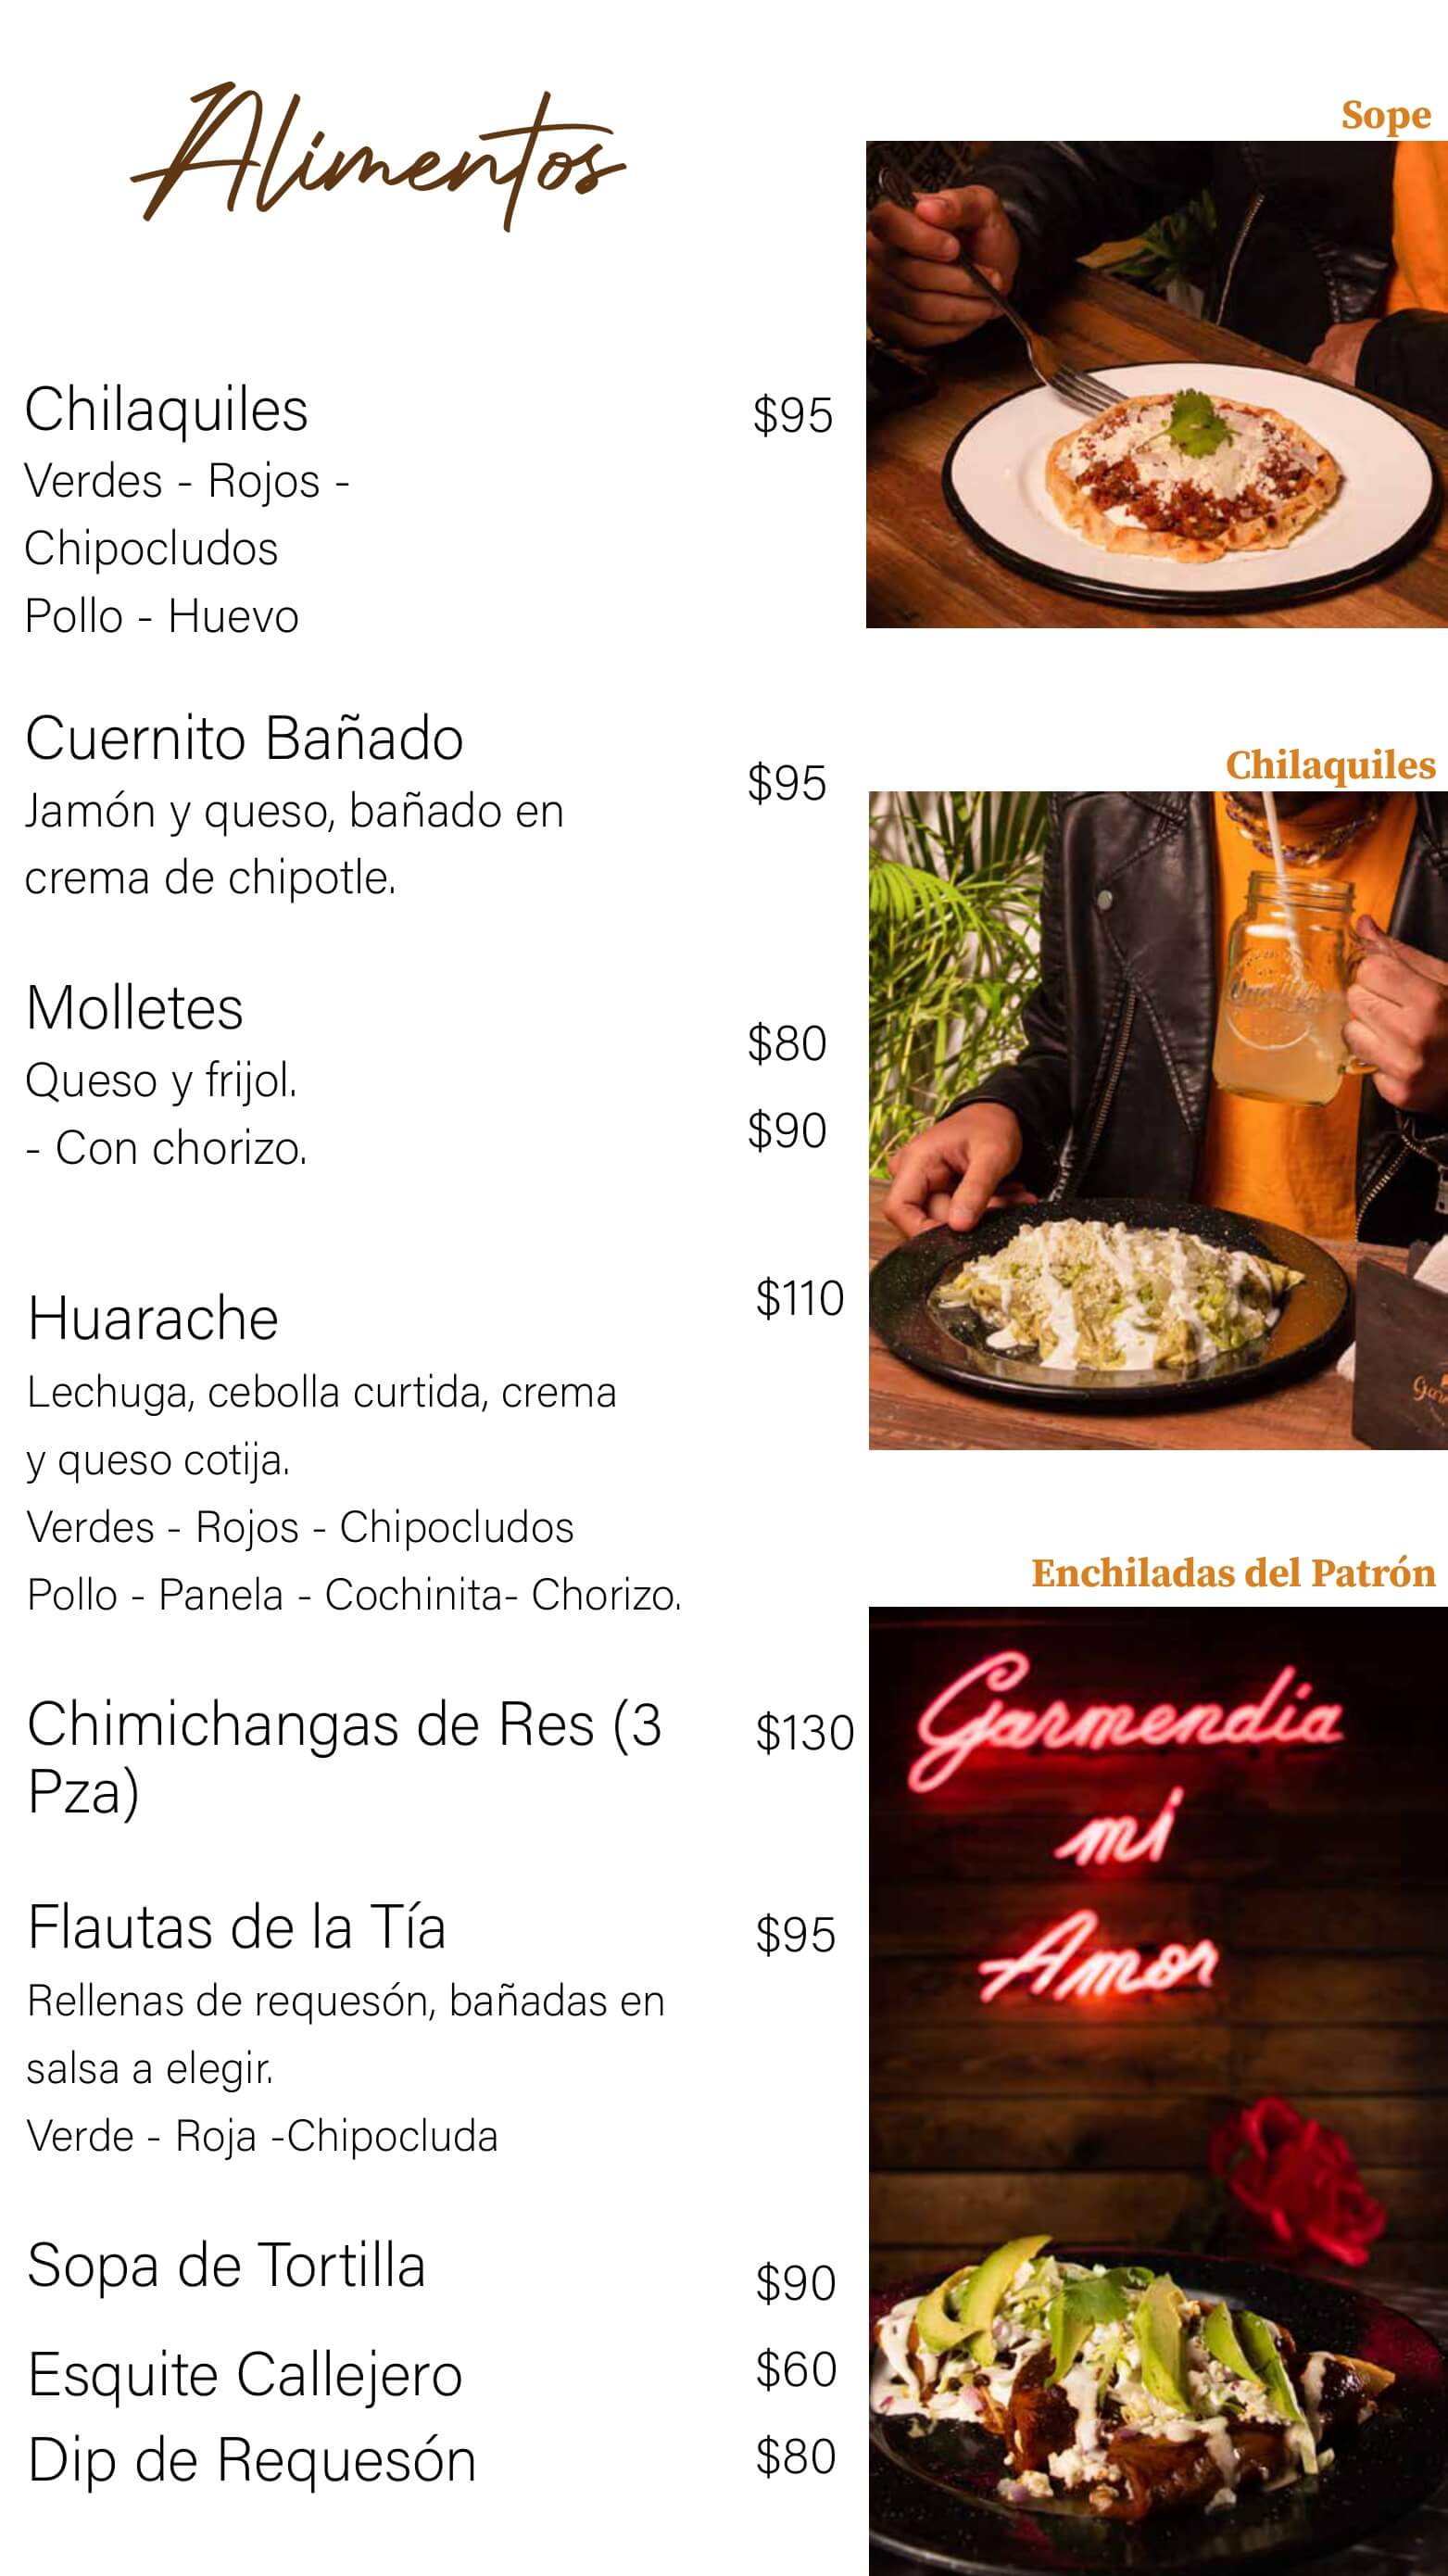 Alimentos
Chilaquiles $95
Verdes - Rojos -
Chipocludos
Pollo - Huevo
Cuernito Bañado
$95
Jamón y queso, bañado en
crema de chipotle.
Molletes
$80
Queso y frijol.
$90
- Con chorizo.
$110
Huarache
Lechuga, cebolla curtida, crema
y queso cotija.
Verdes - Rojos - Chipocludos
Pollo - Panela - Cochinita- Chorizo.
Chimichangas de Res (3 $130
Pza)
Flautas de la Tía $95
Rellenas de requesón, bañadas en
salsa a elegir.
Verde - Roja -Chipocluda
Sopa de Tortilla $90
Esquite Callejero $60
Dip de Requesón $80
Sope
Chilaquiles
Enchiladas del Patrón
Garmendia
mi
Amor